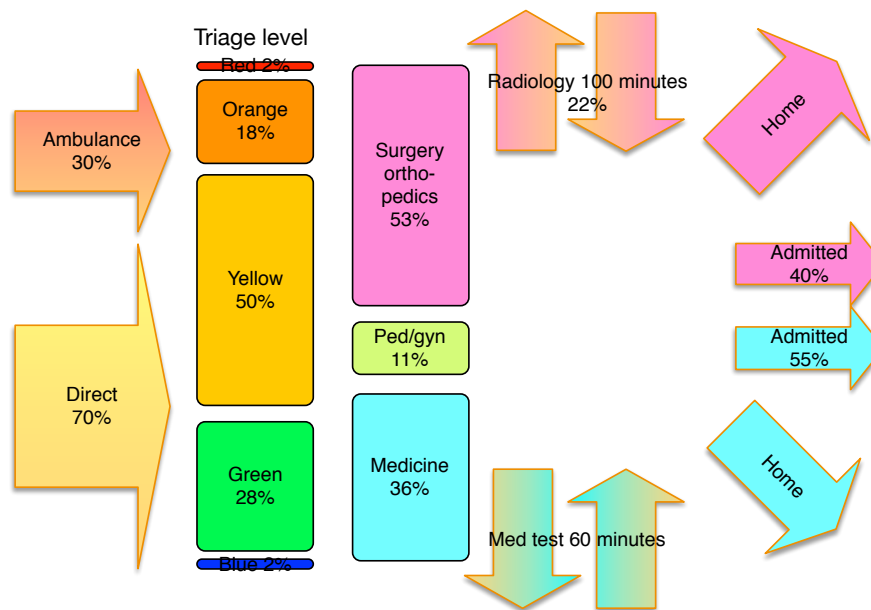 Triage level
Red 2%
Orange
18%
Yellow
50%
Green
28%
Blue 2%
Ambulance
30%
Direct
70%
Surgery
ortho-
pedics
53%
Ped/gyn
11%
Medicine
36%
Radiology 100 minutes
22%
Med test 60 minutes
Home
Admitted
40%
Admitted
55%
Home